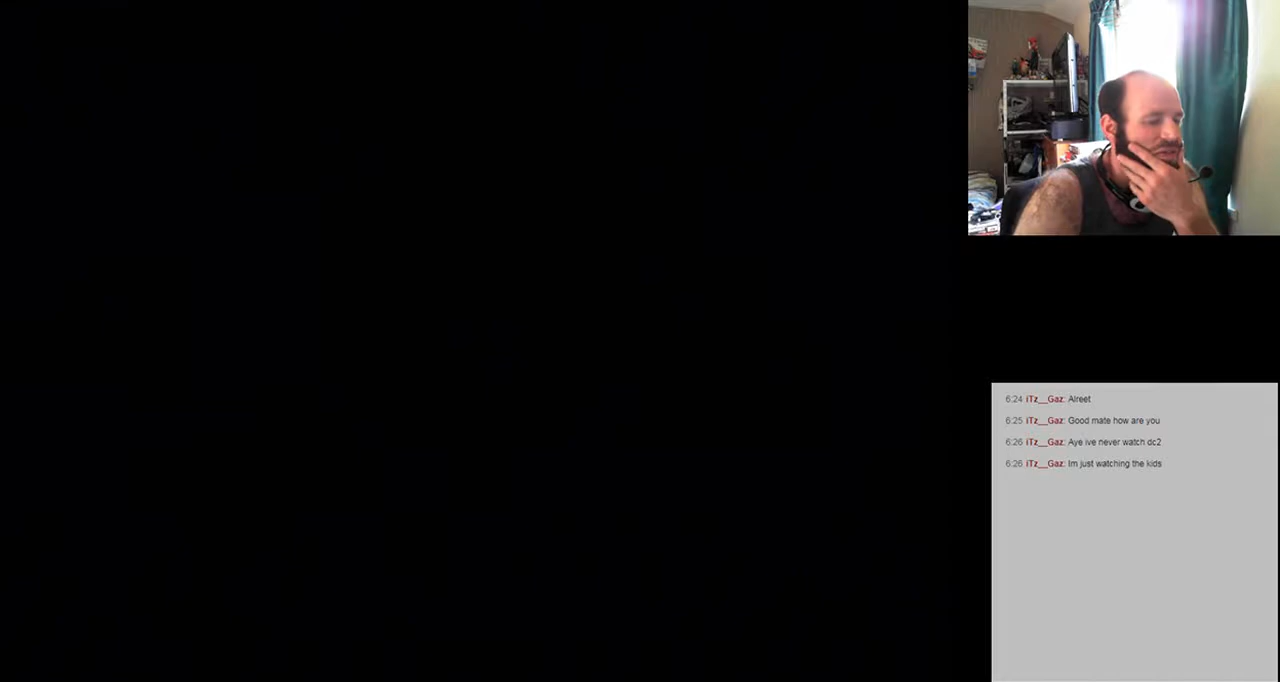 6:24 iTz__Gaz: Alreet
6:25 iTz__Gaz: Good mate how are you
6:26 iTz__Gaz: Aye ive never watch dc2
6:26 iTz__Gaz: Im just watching the kids